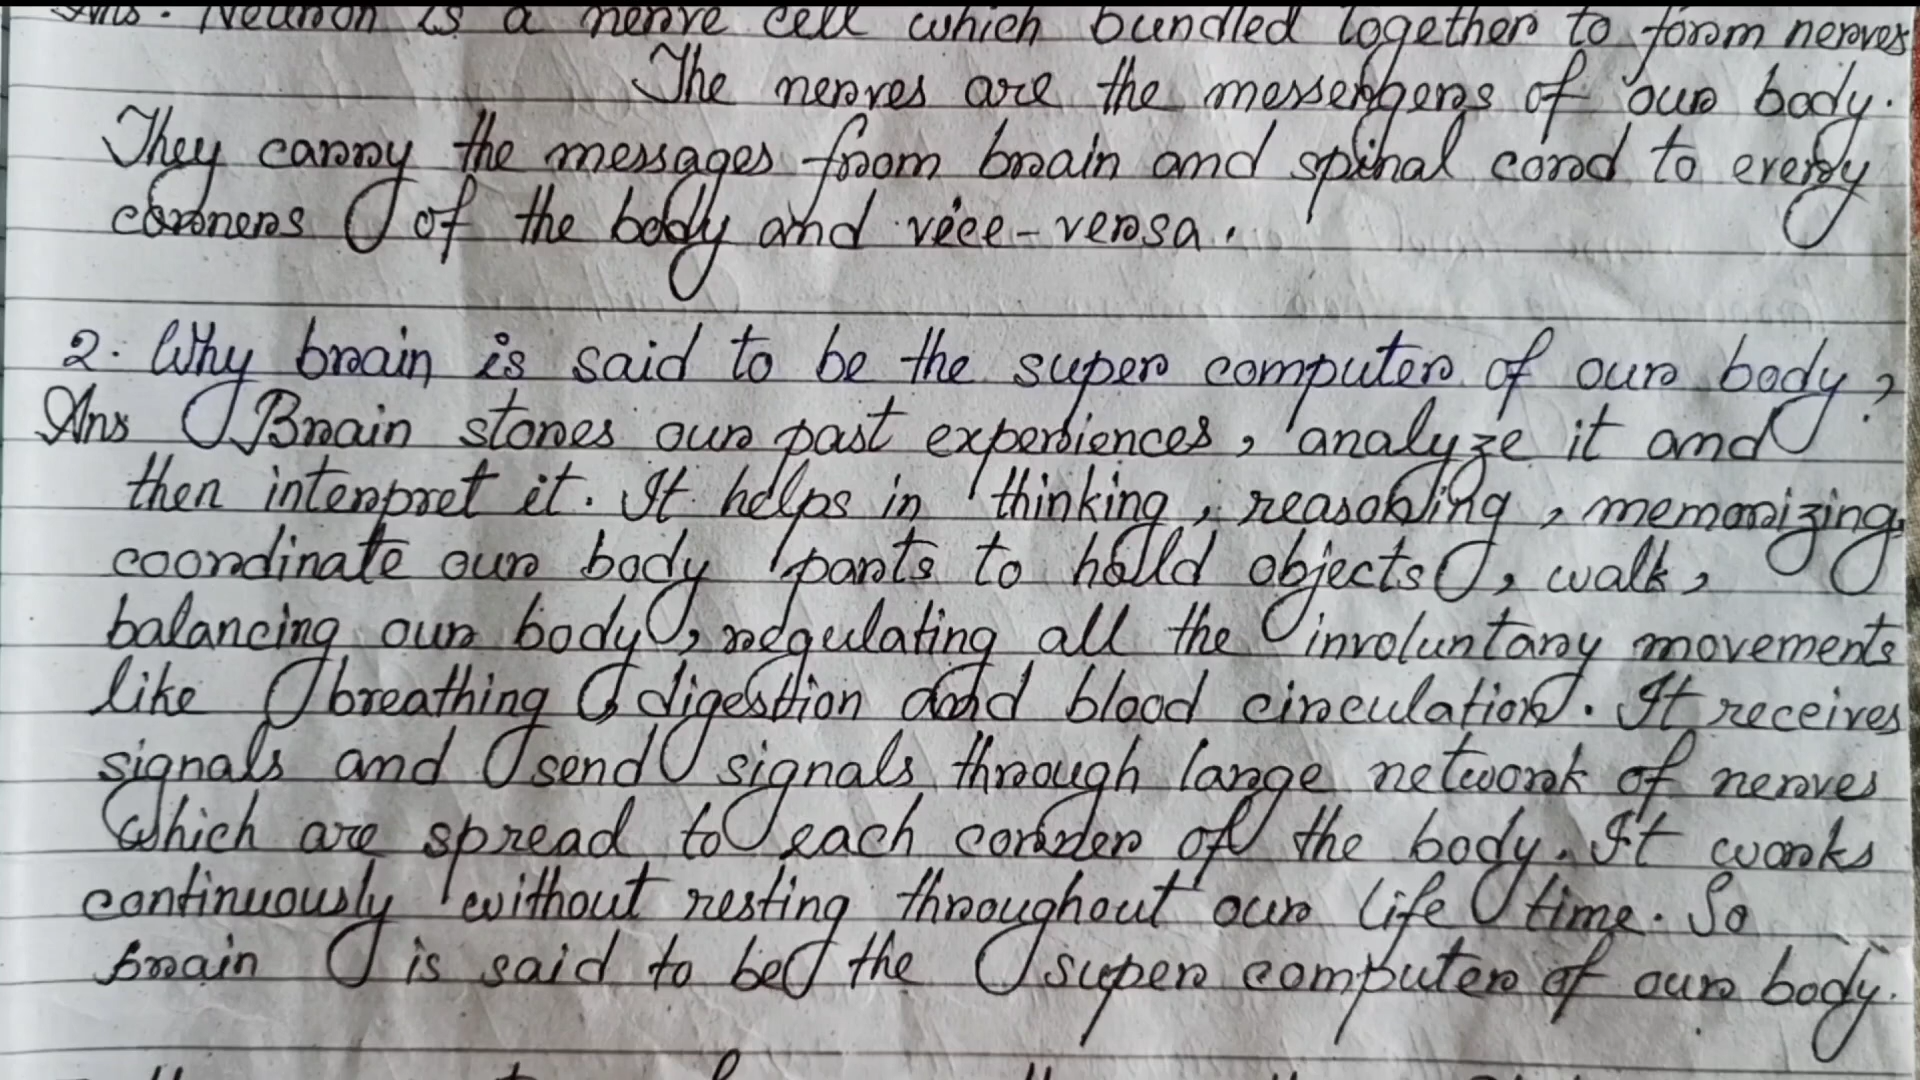 Ans. Neuron is a nerve cell which bundled together to form nerves
The nerves are the messengers of our body.
They carry the messages from brain and spinal cord to every
corners of the body and vice-versa.
2. Why brain is said to be the super computer of our body?
Ans Brain stores our past experiences, analyze it and
then interpret it. It helps in thinking, reasoning, memorizing,
coordinate our body parts to hold objects, walk,
balancing our body, regulating all the involuntary movements
like breathing, digestion and blood circulation. It receives
signals and send signals through large network of nerves
which are spread to each corner of the body. It works
continuously without resting throughout our life time. So
brain is said to be the super computer of our body.